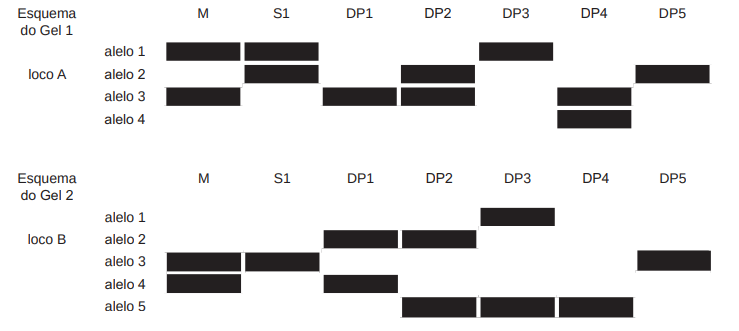 Esquema do Gel 1 M S1 DP1 DP2 DP3 DP4 DP5
alelo 1
loco A alelo 2
alelo 3
alelo 4
Esquema do Gel 2 M S1 DP1 DP2 DP3 DP4 DP5
alelo 1
loco B alelo 2
alelo 3
alelo 4
alelo 5